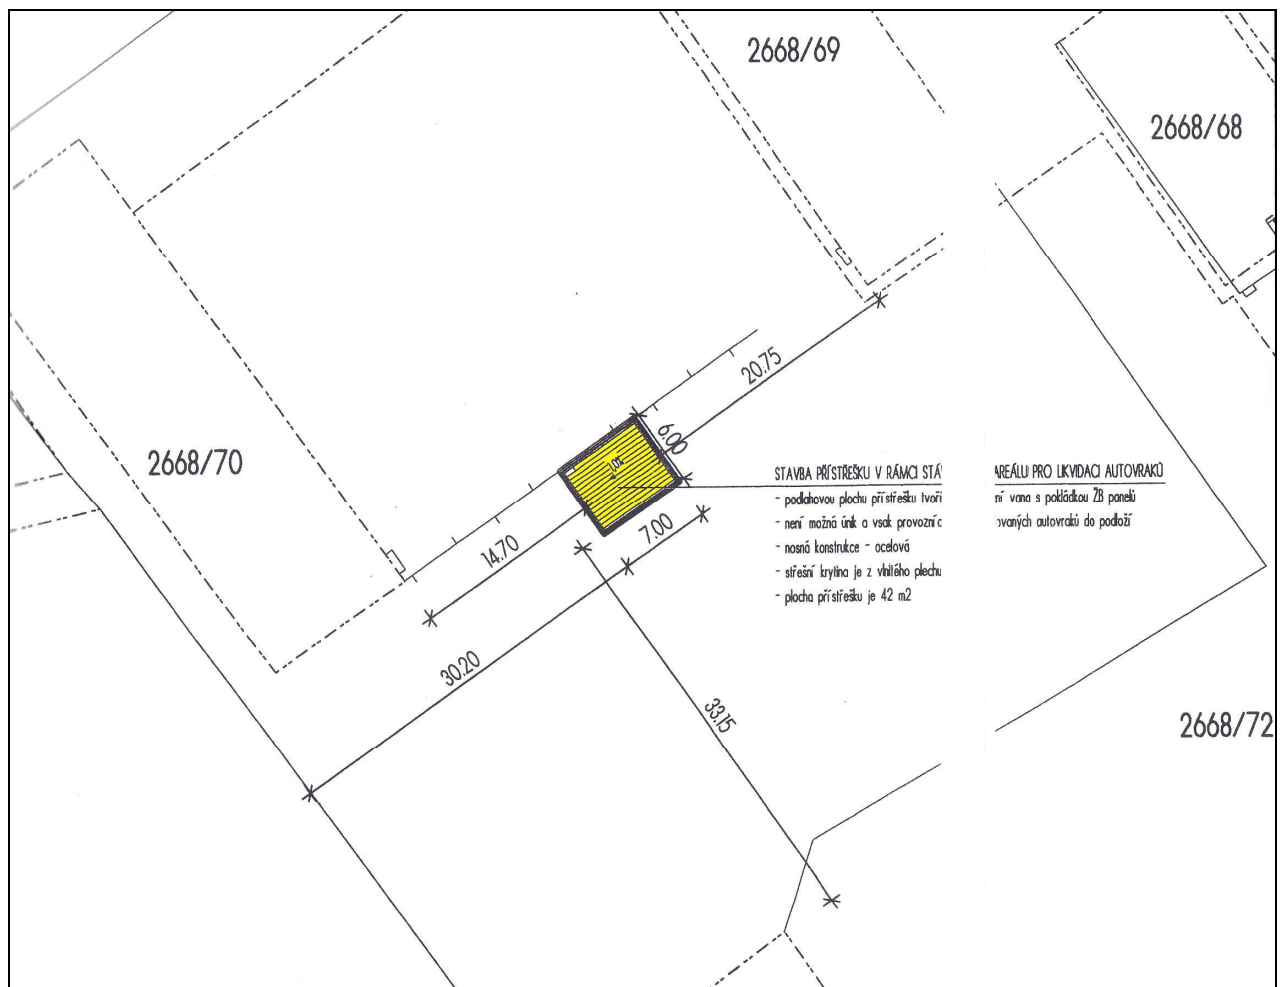 2668/69
2668/68
20.75
6.00
2668/70
STAVBA PŘÍSTŘEŠKU V RÁMCI STÁ AREÁLU PRO LIKVIDACI AUTOVRAKŮ
- podlahovou plochu přístřešku tvoří ní vana s pokládkou ŽB panelů
- není možná únik a vsak provozníc ovaných autovraků do podloží
- nosná konstrukce - ocelová
- střešní krytina je z vlnitého plechu
- plocha přístřešku je 42 m2
7.00
14.70
30.20
33.15
2668/72